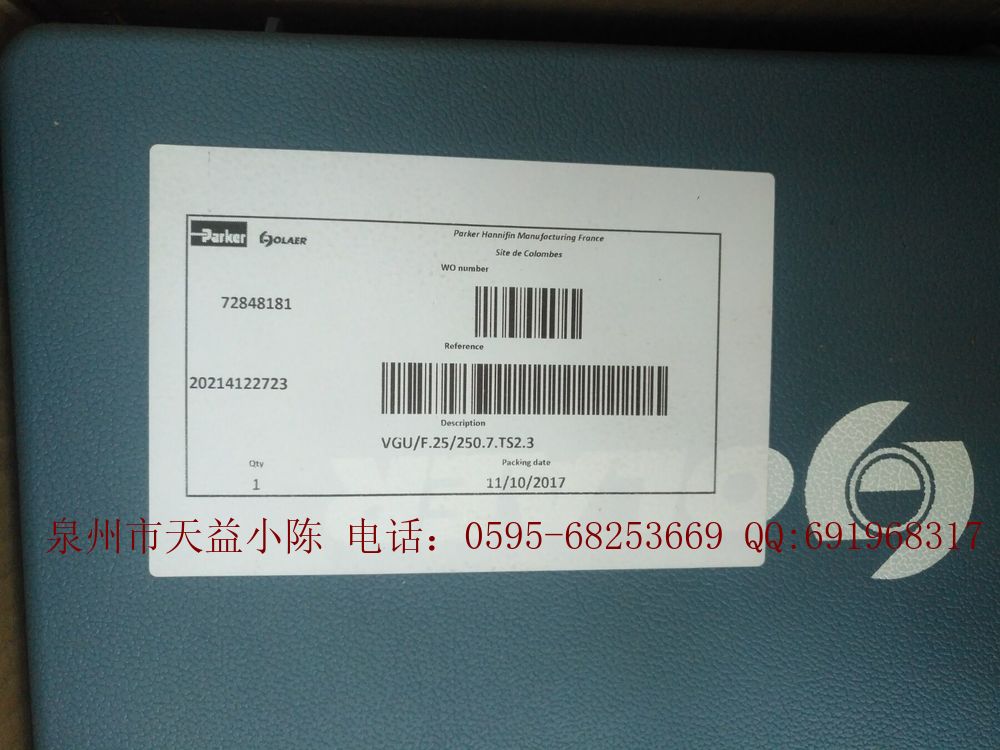 Parker OLAER Parker Hannifin Manufacturing France
Site de Colombes
WO number
72848181
Reference
20214122723
Description
VGU/F.25/250.7.TS2.3
Qty Packing date
1 11/10/2017
泉州市天益小陈 电话：0595-68253669 QQ:691968317